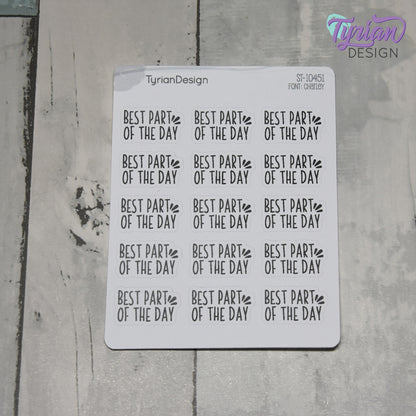 Tyrian
DESIGN
TyrianDesign
ST-10451
FONT: CHARLEY
BEST PART BEST PART BEST PART
OF THE DAY OF THE DAY OF THE DAY
BEST PART BEST PART BEST PART
OF THE DAY OF THE DAY OF THE DAY
BEST PART BEST PART BEST PART
OF THE DAY OF THE DAY OF THE DAY
BEST PART BEST PART BEST PART
OF THE DAY OF THE DAY OF THE DAY
BEST PART BEST PART BEST PART
OF THE DAY OF THE DAY OF THE DAY